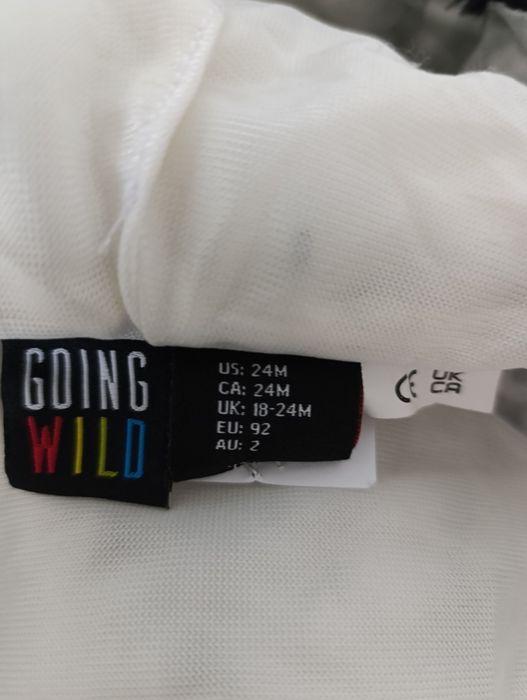 GOING
WILD
US: 24M
CA: 24M
UK: 18-24M
EU: 92
AU: 2
CE
UK
CA